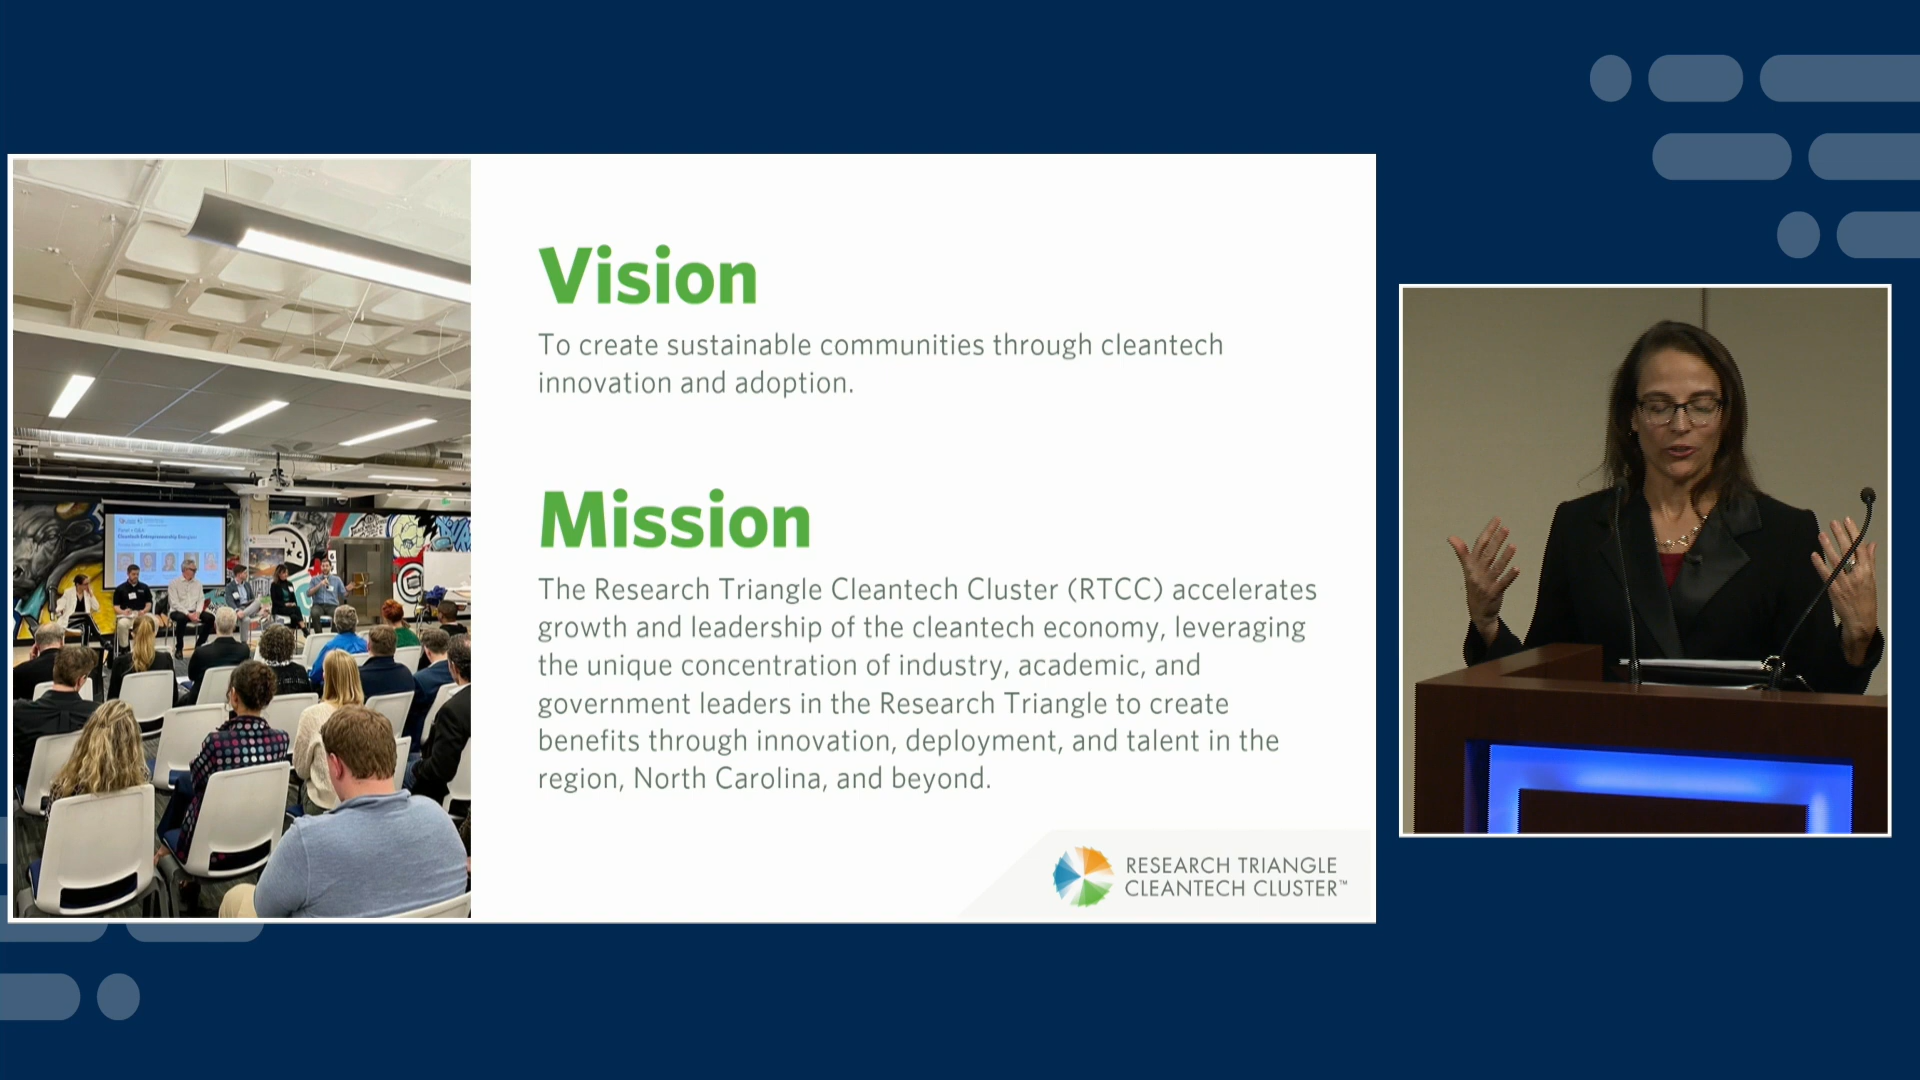 Vision
To create sustainable communities through cleantech
innovation and adoption.
Mission
The Research Triangle Cleantech Cluster (RTCC) accelerates
growth and leadership of the cleantech economy, leveraging
the unique concentration of industry, academic, and
government leaders in the Research Triangle to create
benefits through innovation, deployment, and talent in the
region, North Carolina, and beyond.
RESEARCH TRIANGLE
CLEANTECH CLUSTER™